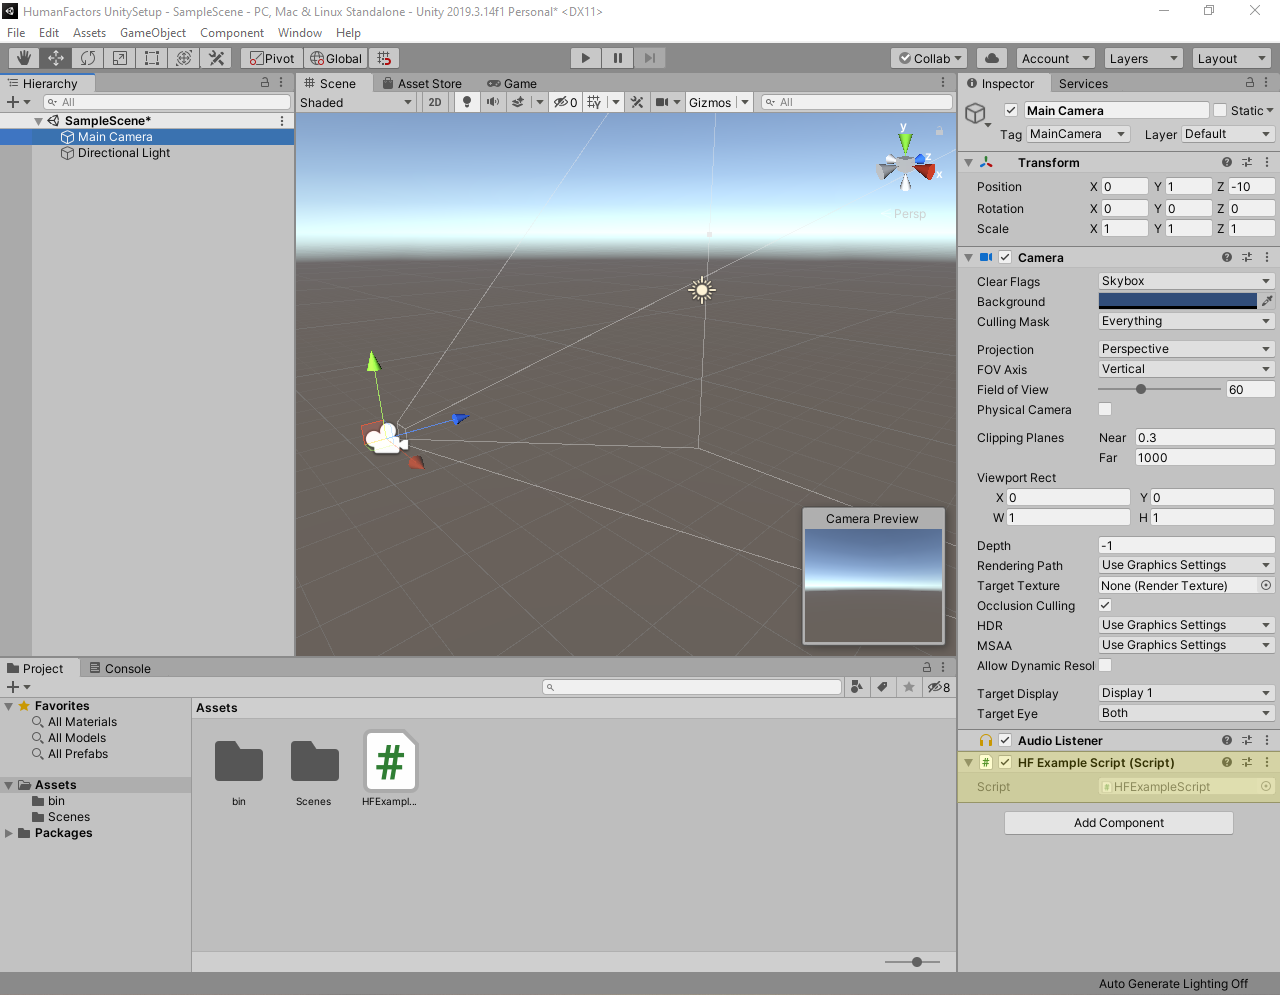 HumanFactors UnitySetup - SampleScene - PC, Mac & Linux Standalone - Unity 2019.3.14f1 Personal* <DX11>
File Edit Assets GameObject Component Window Help
Pivot Global Collab Account Layers Layout
Hierarchy
All
SampleScene*
Main Camera
Directional Light
Scene Asset Store Game
Shaded 2D 0 Gizmos All
y
z
x
Persp
Camera Preview
Inspector Services
Main Camera Static
Tag MainCamera Layer Default
Transform
Position X 0 Y 1 Z -10
Rotation X 0 Y 0 Z 0
Scale X 1 Y 1 Z 1
Camera
Clear Flags Skybox
Background
Culling Mask Everything
Projection Perspective
FOV Axis Vertical
Field of View 60
Physical Camera
Clipping Planes Near 0.3
Far 1000
Viewport Rect
X 0 Y 0
W 1 H 1
Depth -1
Rendering Path Use Graphics Settings
Target Texture None (Render Texture)
Occlusion Culling
HDR Use Graphics Settings
MSAA Use Graphics Settings
Allow Dynamic Resol
Target Display Display 1
Target Eye Both
Audio Listener
# HF Example Script (Script)
Script # HFExampleScript
Add Component
Project Console
8
Favorites
All Materials
All Models
All Prefabs
Assets
bin
Scenes
Packages
Assets
#
bin Scenes HFExampl...
Auto Generate Lighting Off